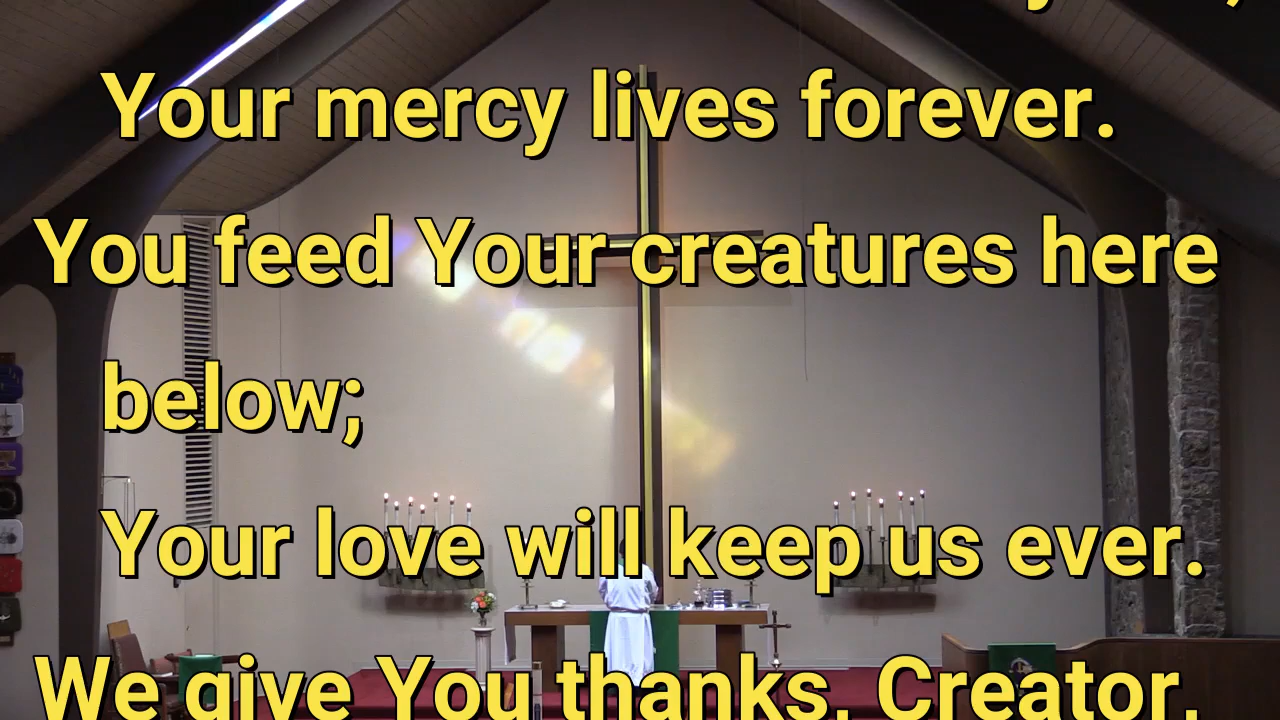 Your mercy lives forever.
You feed Your creatures here
below;
Your love will keep us ever.
We give You thanks, Creator,